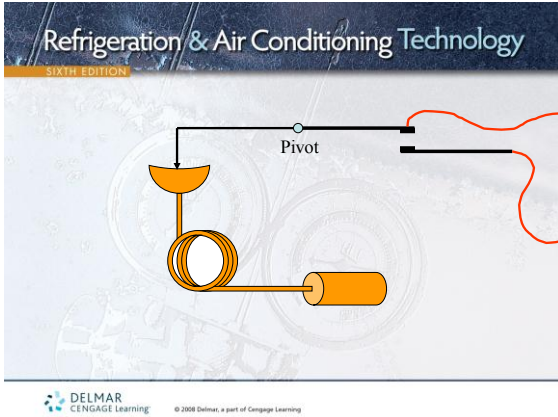 Refrigeration & Air Conditioning Technology
SIXTH EDITION
Pivot
DELMAR
CENGAGE Learning
© 2008 Delmar, a part of Cengage Learning